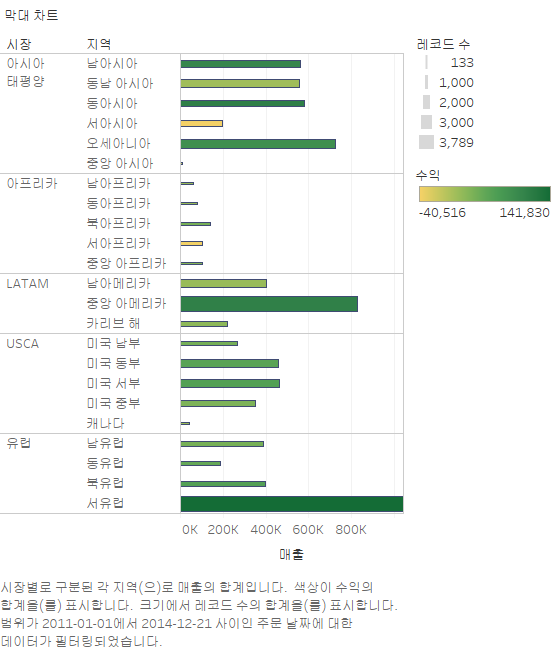 막대 차트
시장 지역 레코드 수
아시아 남아시아 133
태평양 동남 아시아 1,000
동아시아 2,000
서아시아 3,000
오세아니아 3,789
중앙 아시아
수익
아프리카 남아프리카
-40,516 141,830
동아프리카
북아프리카
서아프리카
중앙 아프리카
LATAM 남아메리카
중앙 아메리카
카리브 해
USCA 미국 남부
미국 동부
미국 서부
미국 중부
캐나다
유럽 남유럽
동유럽
북유럽
서유럽
0K 200K 400K 600K 800K
매출
시장별로 구분된 각 지역(으)로 매출의 합계입니다. 색상이 수익의
합계을(를) 표시합니다. 크기에서 레코드 수의 합계을(를) 표시합니다.
범위가 2011-01-01에서 2014-12-21 사이인 주문 날짜에 대한
데이터가 필터링되었습니다.